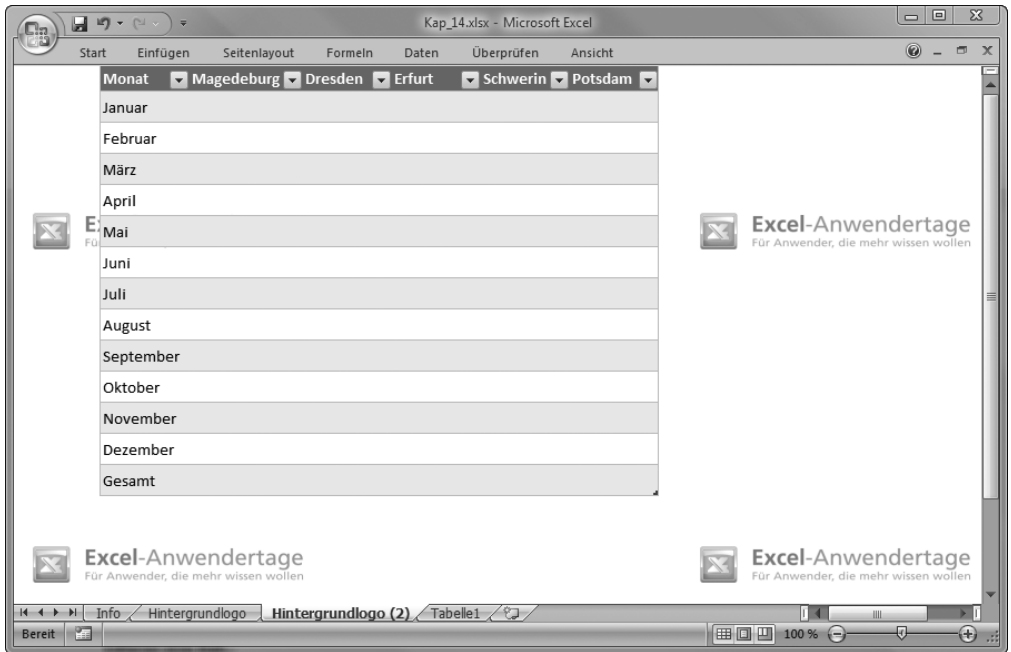 Kap_14.xlsx - Microsoft Excel
Start Einfügen Seitenlayout Formeln Daten Überprüfen Ansicht
Monat Magedeburg Dresden Erfurt Schwerin Potsdam
Januar
Februar
März
April
Mai
Juni
Juli
August
September
Oktober
November
Dezember
Gesamt
Excel-Anwendertage
Für Anwender, die mehr wissen wollen
Excel-Anwendertage
Für Anwender, die mehr wissen wollen
Excel-Anwendertage
Für Anwender, die mehr wissen wollen
Info Hintergrundlogo Hintergrundlogo (2) Tabelle1
Bereit 100 %